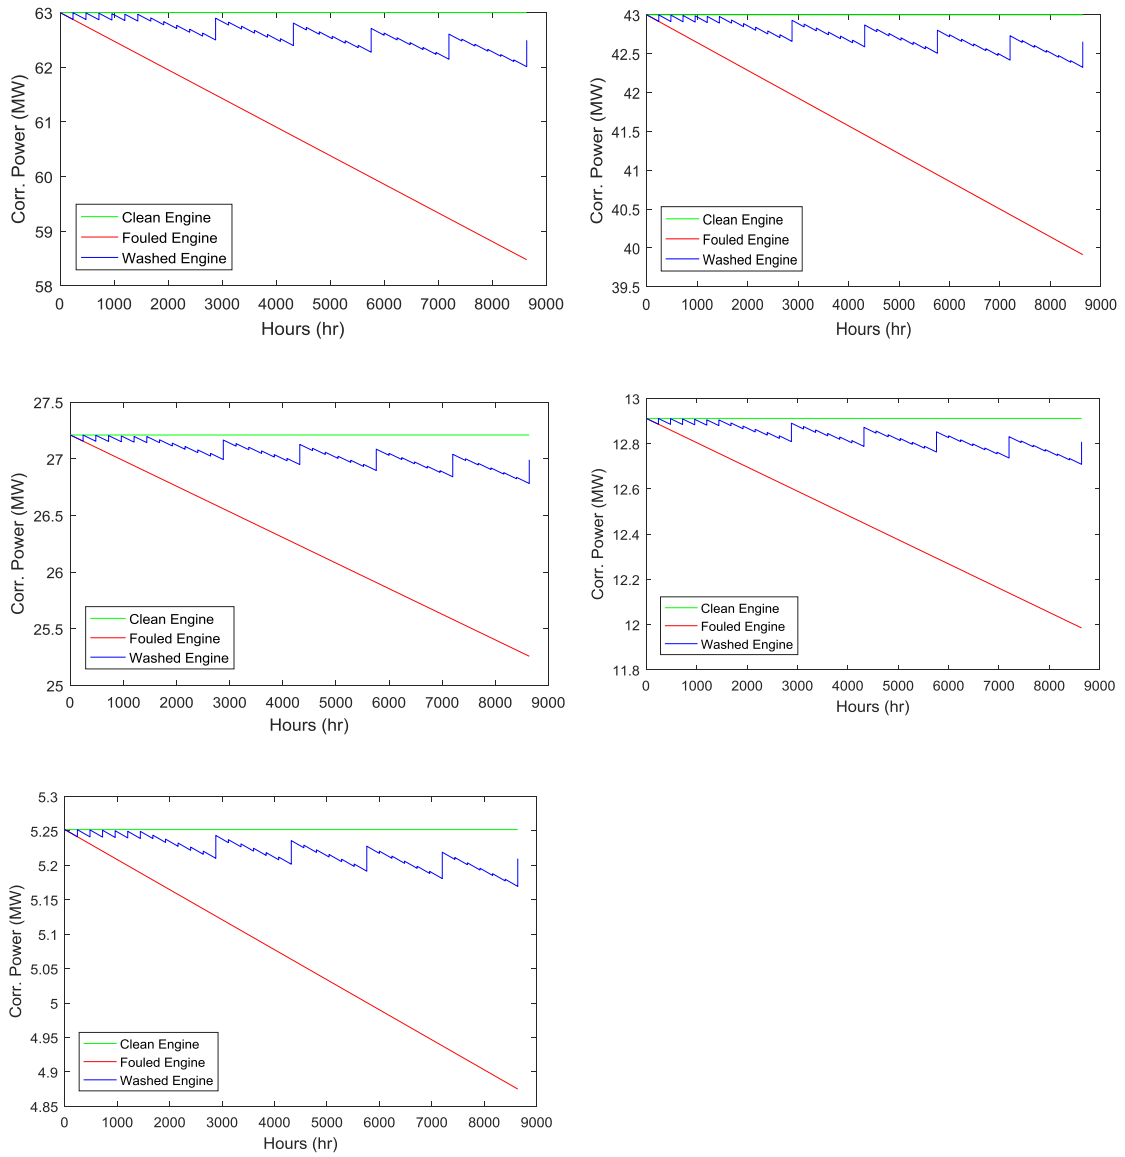 63
62
61
60
59
58
Corr. Power (MW)
Clean Engine
Fouled Engine
Washed Engine
0 1000 2000 3000 4000 5000 6000 7000 8000 9000
Hours (hr)
43
42.5
42
41.5
41
40.5
40
39.5
Corr. Power (MW)
Clean Engine
Fouled Engine
Washed Engine
0 1000 2000 3000 4000 5000 6000 7000 8000 9000
Hours (hr)
27.5
27
26.5
26
25.5
25
Corr. Power (MW)
Clean Engine
Fouled Engine
Washed Engine
0 1000 2000 3000 4000 5000 6000 7000 8000 9000
Hours (hr)
13
12.8
12.6
12.4
12.2
12
11.8
Corr. Power (MW)
Clean Engine
Fouled Engine
Washed Engine
0 1000 2000 3000 4000 5000 6000 7000 8000 9000
Hours (hr)
5.3
5.25
5.2
5.15
5.1
5.05
5
4.95
4.9
4.85
Corr. Power (MW)
Clean Engine
Fouled Engine
Washed Engine
0 1000 2000 3000 4000 5000 6000 7000 8000 9000
Hours (hr)